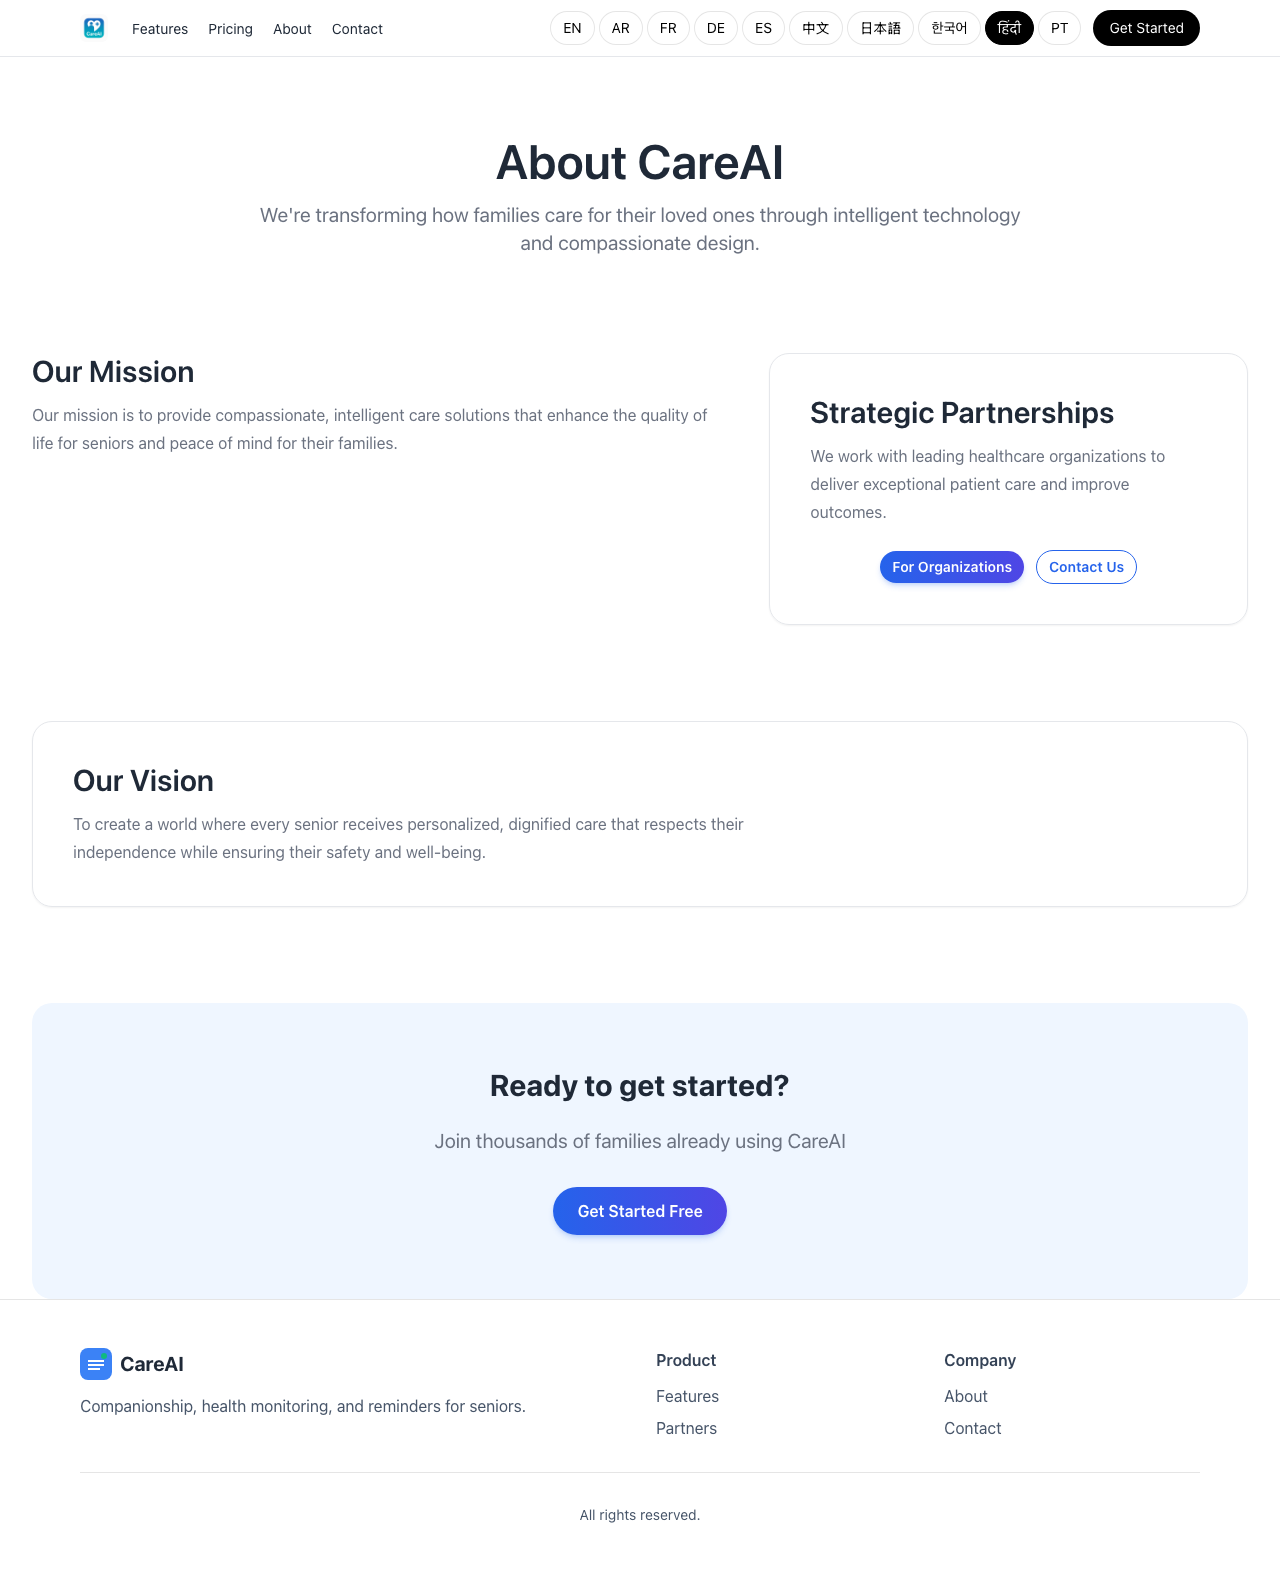 CareAI
Features
Pricing
About
Contact
EN
AR
FR
DE
ES
中文
日本語
한국어
हिंदी
PT
Get Started
About CareAI
We're transforming how families care for their loved ones through intelligent technology
and compassionate design.
Our Mission
Our mission is to provide compassionate, intelligent care solutions that enhance the quality of
life for seniors and peace of mind for their families.
Strategic Partnerships
We work with leading healthcare organizations to
deliver exceptional patient care and improve
outcomes.
For Organizations
Contact Us
Our Vision
To create a world where every senior receives personalized, dignified care that respects their
independence while ensuring their safety and well-being.
Ready to get started?
Join thousands of families already using CareAI
Get Started Free
CareAI
Companionship, health monitoring, and reminders for seniors.
Product
Features
Partners
Company
About
Contact
All rights reserved.